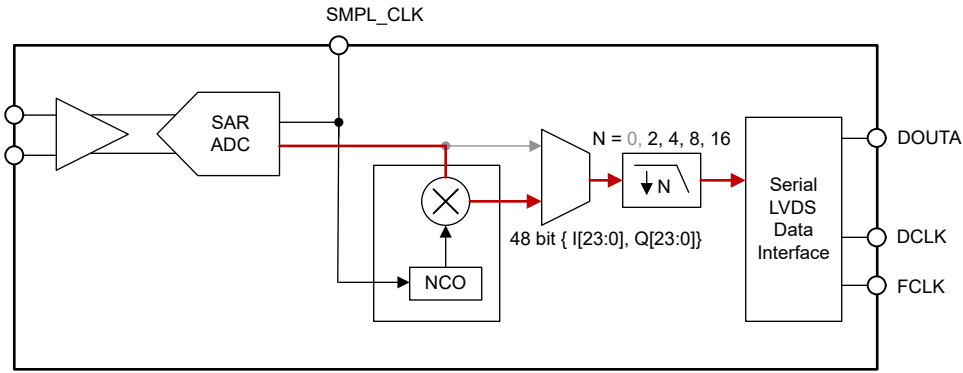 SMPL_CLK
SAR
ADC
N = 0, 2, 4, 8, 16
N
DOUTA
Serial
LVDS
Data
Interface
48 bit { I[23:0], Q[23:0]}
DCLK
NCO
FCLK